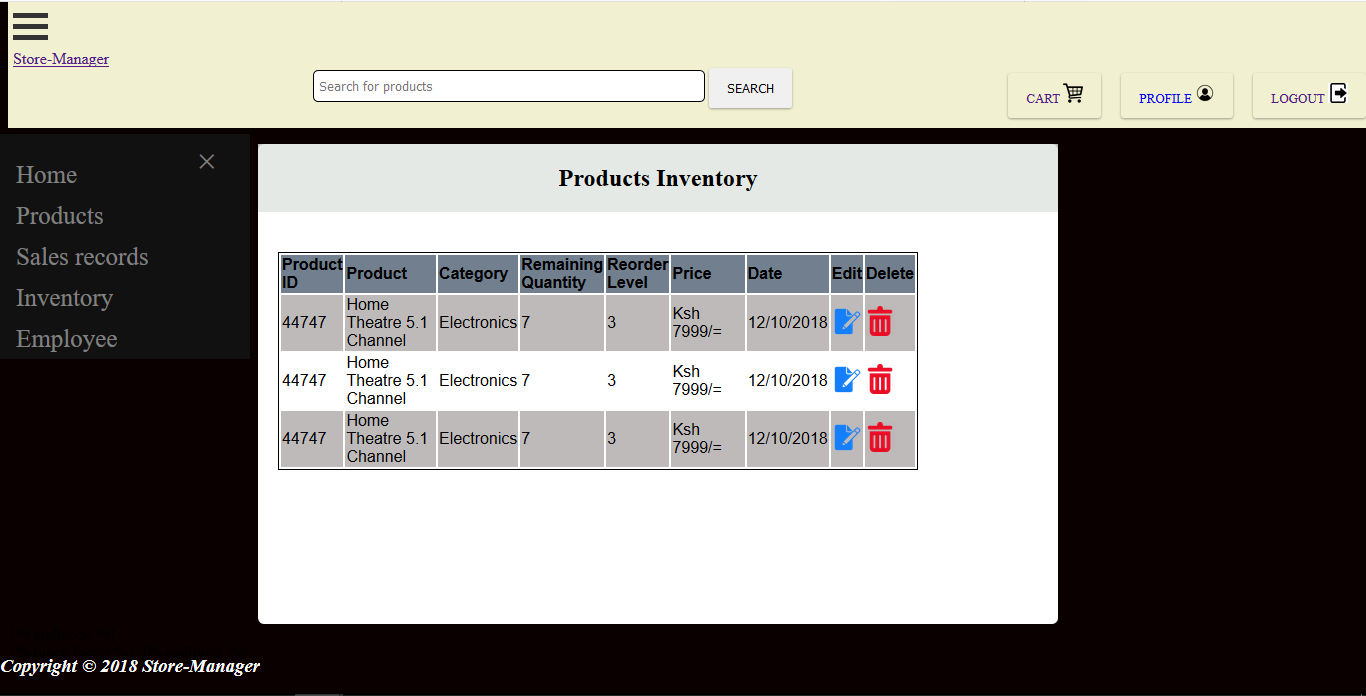 Store-Manager
Search for products
SEARCH
CART
PROFILE
LOGOUT
Home
Products
Sales records
Inventory
Employee
Products Inventory
Product ID Product Category Remaining Quantity Reorder Level Price Date Edit Delete
44747 Home Theatre 5.1 Channel Electronics 7 3 Ksh 7999/= 12/10/2018
44747 Home Theatre 5.1 Channel Electronics 7 3 Ksh 7999/= 12/10/2018
44747 Home Theatre 5.1 Channel Electronics 7 3 Ksh 7999/= 12/10/2018
Copyright © 2018 Store-Manager